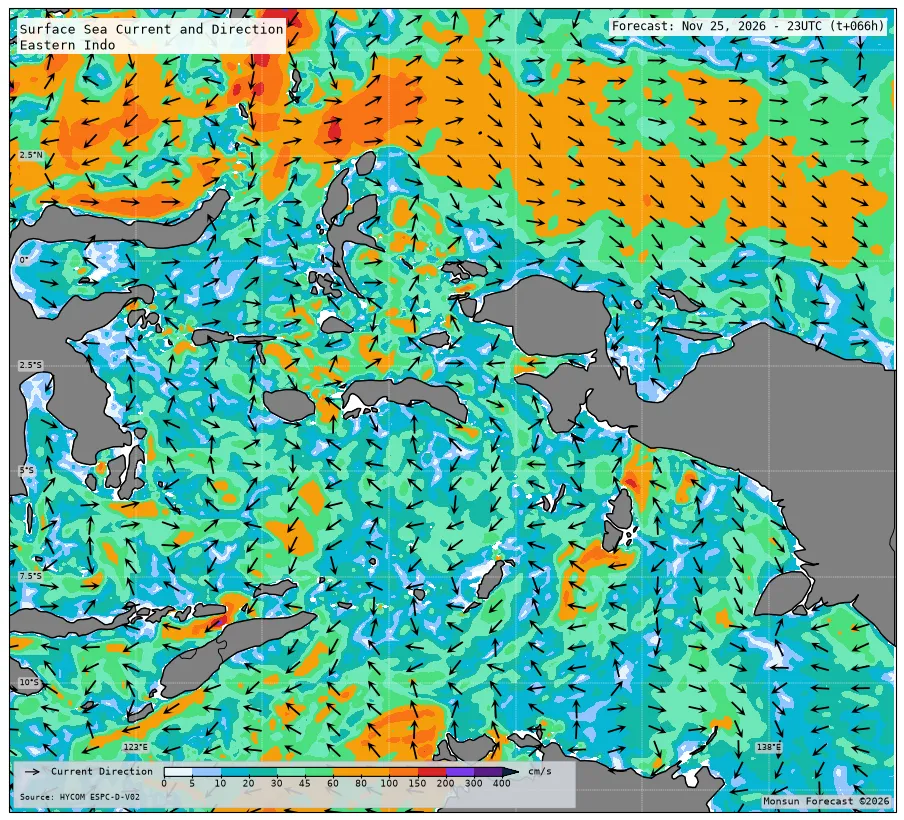 Surface Sea Current and Direction
Eastern Indo
Forecast: Nov 25, 2026 - 23UTC (t+066h)
2.5°N
0°
2.5°S
5°S
7.5°S
10°S
123°E
138°E
Current Direction
0 5 10 20 30 45 60 80 100 150 200 300 400
cm/s
Source: HYCOM ESPC-D-V02
Monsun Forecast ©2026